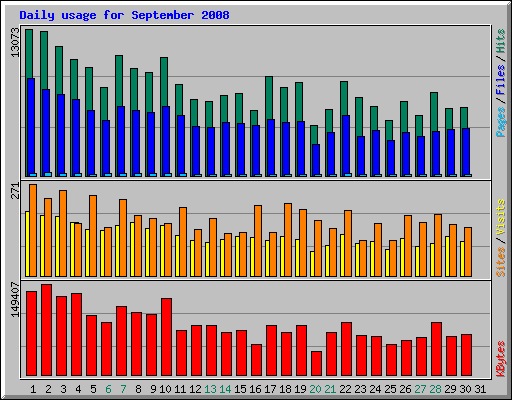 Daily usage for September 2008
13073
Pages / Files / Hits
271
Sites / Visits
149407
KBytes
1 2 3 4 5 6 7 8 9 10 11 12 13 14 15 16 17 18 19 20 21 22 23 24 25 26 27 28 29 30 31